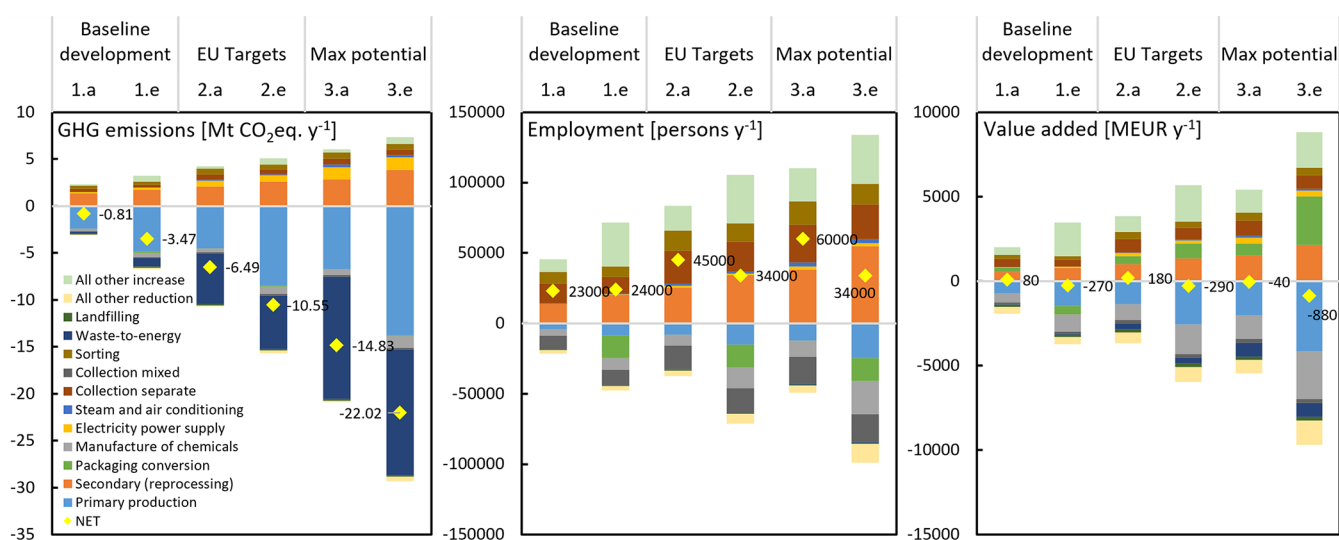 Baseline development
EU Targets
Max potential
1.a 1.e 2.a 2.e 3.a 3.e
GHG emissions [Mt CO₂eq. y⁻¹]
10
5
0
-5
-10
-15
-20
-25
-30
-35
-0.81
-3.47
-6.49
-10.55
-14.83
-22.02
All other increase
All other reduction
Landfilling
Waste-to-energy
Sorting
Collection mixed
Collection separate
Steam and air conditioning
Electricity power supply
Manufacture of chemicals
Packaging conversion
Secondary (reprocessing)
Primary production
NET
Baseline development
EU Targets
Max potential
1.a 1.e 2.a 2.e 3.a 3.e
Employment [persons y⁻¹]
150000
100000
50000
0
-50000
-100000
-150000
23000
24000
45000
34000
60000
34000
Baseline development
EU Targets
Max potential
1.a 1.e 2.a 2.e 3.a 3.e
Value added [MEUR y⁻¹]
10000
5000
0
-5000
-10000
-15000
80
-270
180
-290
-40
-880